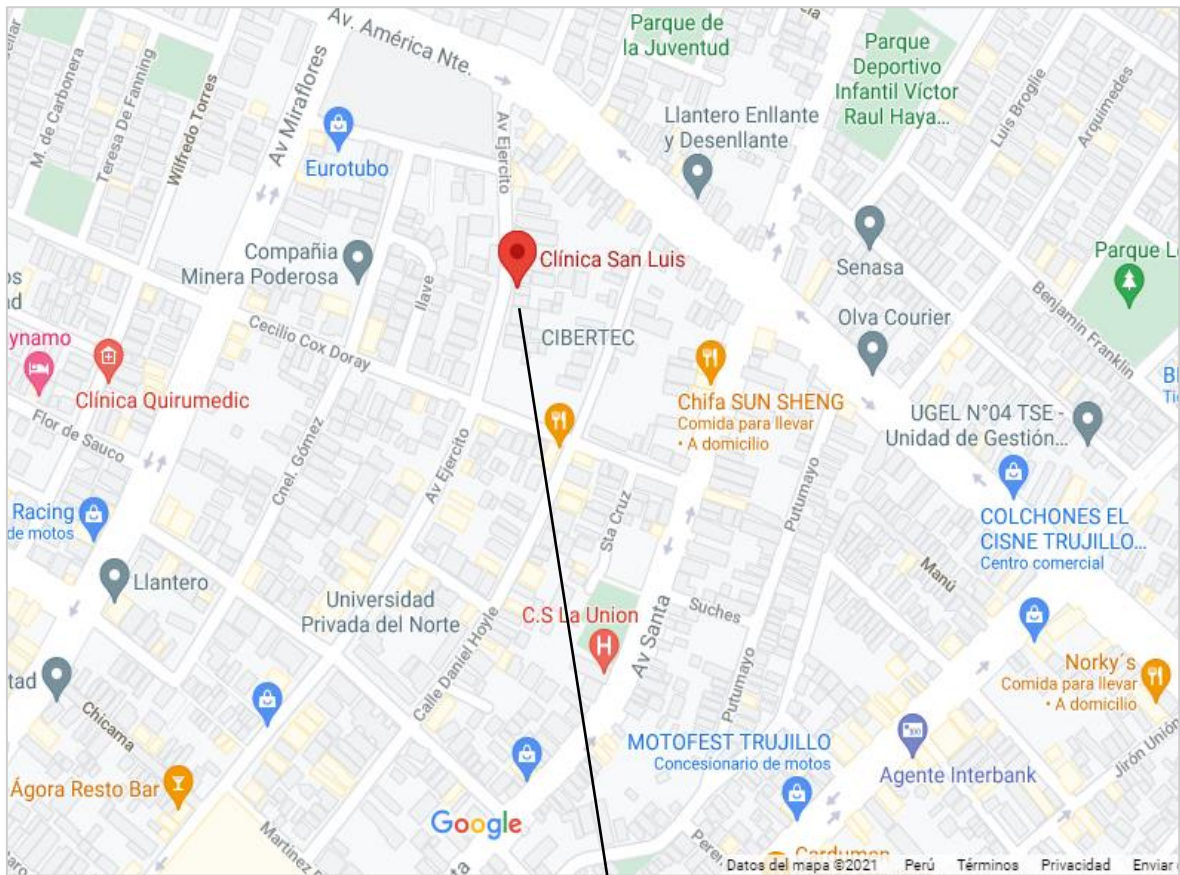 Av. América Nte.
Parque de
la Juventud
Parque
Deportivo
Infantil Víctor
Raul Haya...
Luis Broglie
Arquimedes
M. de Carbonera
Teresa De Fanning
Wilfredo Torres
Av Miraflores
Eurotubo
Av Ejercito
Llantero Enllante
y Desenllante
Compañia
Minera Poderosa
Ilave
Clínica San Luis
Senasa
Parque L
Benjamin Franklin
Olva Courier
CIBERTEC
Cecilio Cox Doray
ynamo
Clínica Quirumedic
Flor de Sauco
Cnel. Gómez
Av Ejercito
Chifa SUN SHENG
Comida para llevar
• A domicilio
UGEL N°04 TSE -
Unidad de Gestión...
Putumayo
Racing
de motos
Sta Cruz
COLCHONES EL
CISNE TRUJILLO...
Centro comercial
Manú
Llantero
Universidad
Privada del Norte
Suches
C.S La Union
Av Santa
Calle Daniel Hoyle
Putumayo
Norky´s
Comida para llevar
• A domicilio
tad
Chicama
MOTOFEST TRUJILLO
Concesionario de motos
Agente Interbank
Jirón Unión
Ágora Resto Bar
Google
Martínez
Datos del mapa ©2021 Perú Términos Privacidad Enviar